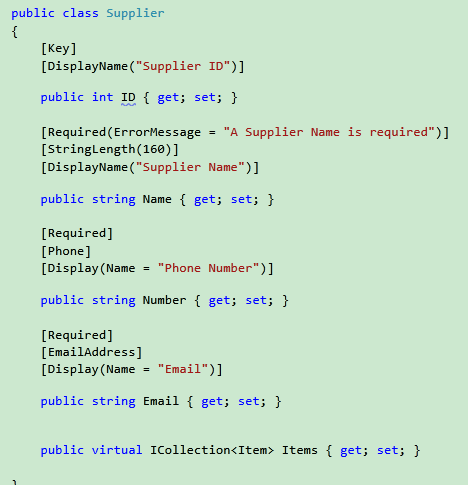 public class Supplier
{
[Key]
[DisplayName("Supplier ID")]
public int ID { get; set; }
[Required(ErrorMessage = "A Supplier Name is required")]
[StringLength(160)]
[DisplayName("Supplier Name")]
public string Name { get; set; }
[Required]
[Phone]
[Display(Name = "Phone Number")]
public string Number { get; set; }
[Required]
[EmailAddress]
[Display(Name = "Email")]
public string Email { get; set; }
public virtual ICollection<Item> Items { get; set; }
}